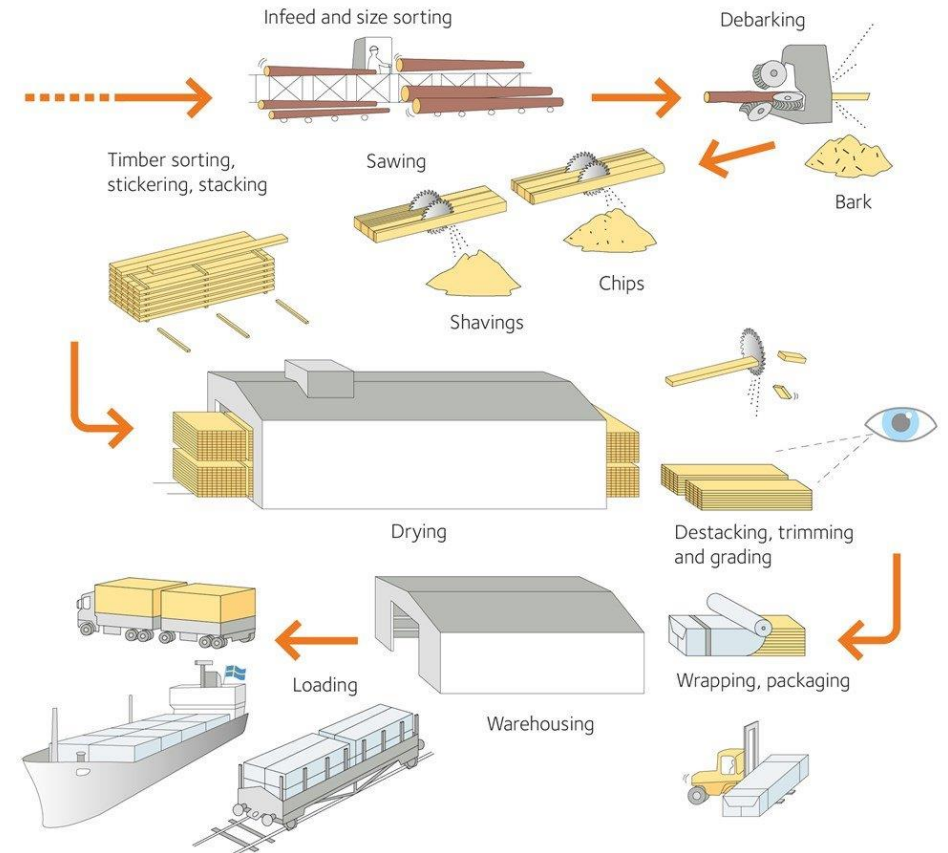 Infeed and size sorting
Debarking
Bark
Sawing
Chips
Shavings
Timber sorting,
stickering, stacking
Drying
Destacking, trimming
and grading
Wrapping, packaging
Warehousing
Loading